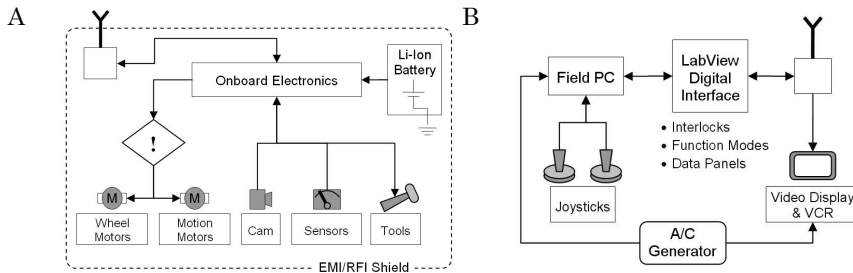 A
Li-Ion
Battery
Onboard Electronics
!
M
M
Wheel
Motors
Motion
Motors
Cam
Sensors
Tools
EMI/RFI Shield
B
Field PC
LabView
Digital
Interface
• Interlocks
• Function Modes
• Data Panels
Joysticks
Video Display
& VCR
A/C
Generator